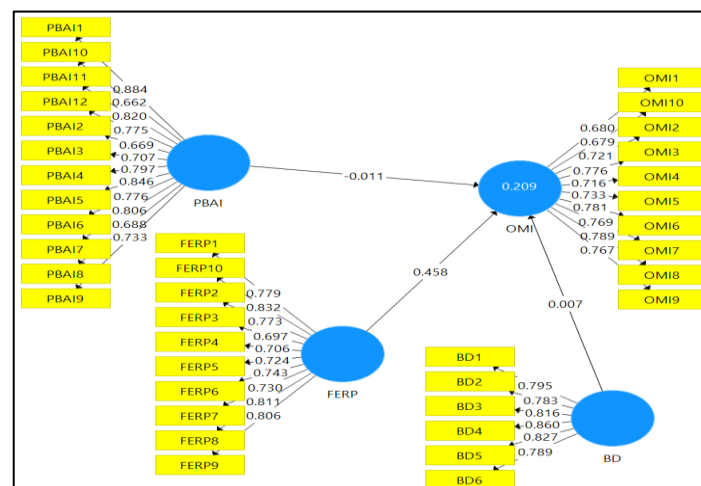 PBAI1
PBAI10
PBAI11
PBAI12
PBAI2
PBAI3
PBAI4
PBAI5
PBAI6
PBAI7
PBAI8
PBAI9
0.884
0.662
0.820
0.775
0.669
0.707
0.797
0.846
0.776
0.806
0.688
0.733
PBAI
-0.011
OMI1
OMI10
OMI2
OMI3
OMI4
OMI5
OMI6
OMI7
OMI8
OMI9
0.680
0.679
0.721
0.776
0.716
0.733
0.781
0.769
0.789
0.767
0.209
OMI
FERP1
FERP10
FERP2
FERP3
FERP4
FERP5
FERP6
FERP7
FERP8
FERP9
0.779
0.832
0.773
0.697
0.706
0.724
0.743
0.730
0.811
0.806
FERP
0.458
0.007
BD1
BD2
BD3
BD4
BD5
BD6
0.795
0.783
0.816
0.860
0.827
0.789
BD